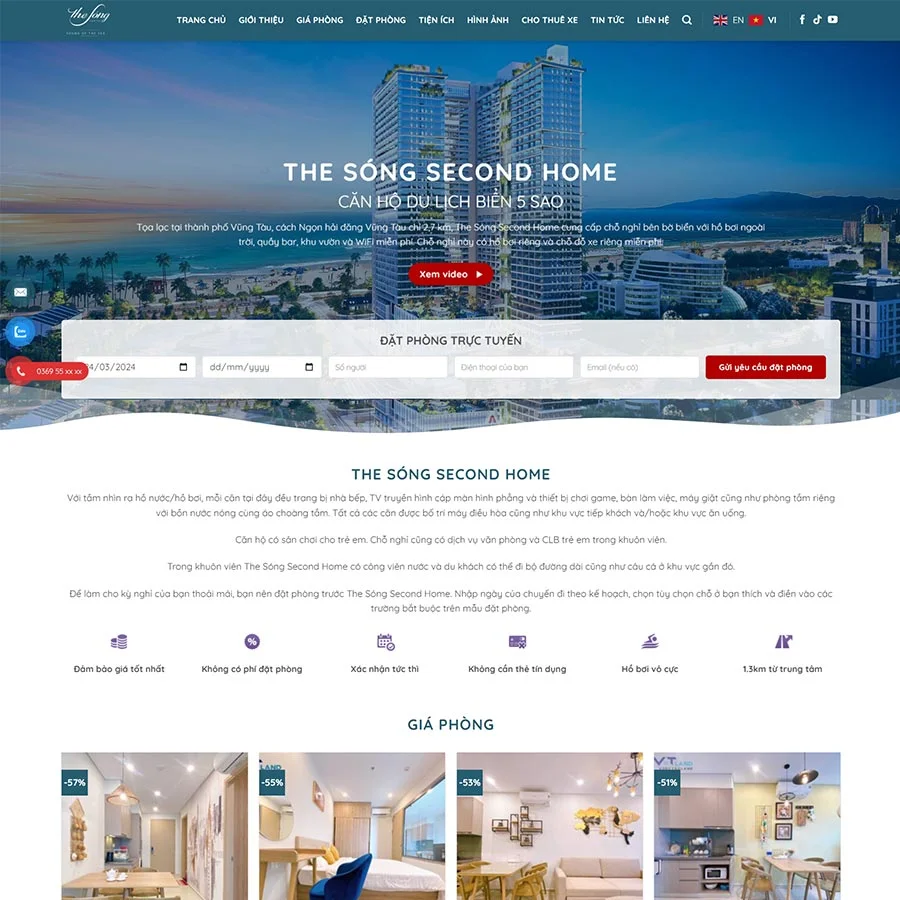 The Song
TRANG CHỦ GIỚI THIỆU GIÁ PHÒNG ĐẶT PHÒNG TIỆN ÍCH HÌNH ẢNH CHO THUÊ XE TIN TỨC LIÊN HỆ EN VI
THE SÓNG SECOND HOME
CĂN HỘ DU LỊCH BIỂN 5 SAO
Tọa lạc tại thành phố Vũng Tàu, cách Ngọn hải đăng Vũng Tàu chỉ 2,7 km, The Sóng Second Home cung cấp chỗ nghỉ bên bờ biển với hồ bơi ngoài
trời, quầy bar, khu vườn và WiFi miễn phí. Chỗ nghỉ này có hồ bơi riêng và chỗ đỗ xe riêng miễn phí.
Xem video
ĐẶT PHÒNG TRỰC TUYẾN
/03/2024 dd/mm/yyyy Số người Điện thoại của bạn Email (nếu có) Gửi yêu cầu đặt phòng
Zalo
0369 55 xx xx
THE SÓNG SECOND HOME
Với tầm nhìn ra hồ nước/hồ bơi, mỗi căn tại đây đều trang bị nhà bếp, TV truyền hình cáp màn hình phẳng và thiết bị chơi game, bàn làm việc, máy giặt cũng như phòng tắm riêng
với bồn nước nóng cùng áo choàng tắm. Tất cả các căn được bố trí máy điều hòa cũng như khu vực tiếp khách và/hoặc khu vực ăn uống.
Căn hộ có sân chơi cho trẻ em. Chỗ nghỉ cũng có dịch vụ văn phòng và CLB trẻ em trong khuôn viên.
Trong khuôn viên The Sóng Second Home có công viên nước và du khách có thể đi bộ đường dài cũng như câu cá ở khu vực gần đó.
Để làm cho kỳ nghỉ của bạn thoải mái, bạn nên đặt phòng trước The Sóng Second Home. Nhập ngày của chuyến đi theo kế hoạch, chọn tùy chọn chỗ ở bạn thích và điền vào các
trường bắt buộc trên mẫu đặt phòng.
Đảm bảo giá tốt nhất Không có phí đặt phòng Xác nhận tức thì Không cần thẻ tín dụng Hồ bơi vô cực 1.3km từ trung tâm
GIÁ PHÒNG
-57% -55% -53% -51%
LAND
V.T LAND